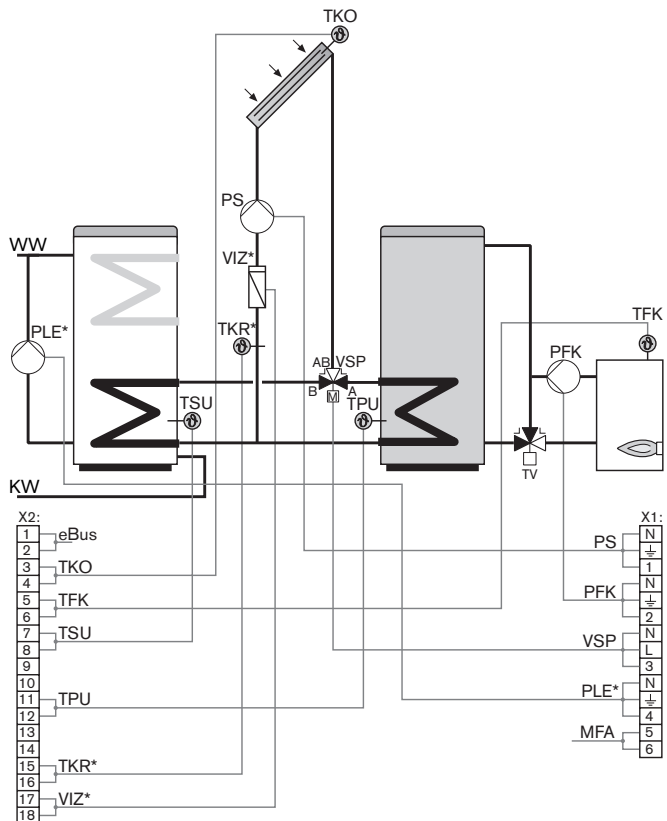 TKO
PS
WW
VIZ*
TKR*
TFK
PLE*
PFK
AB VSP
B M A
TSU
TPU
TV
KW
X2:
1 eBus
2
3 TKO
4
5 TFK
6
7 TSU
8
9
10
11 TPU
12
13
14
15 TKR*
16
17 VIZ*
18
X1:
N
PS
1
N
PFK
2
N
VSP L
3
N
PLE*
4
MFA 5
6